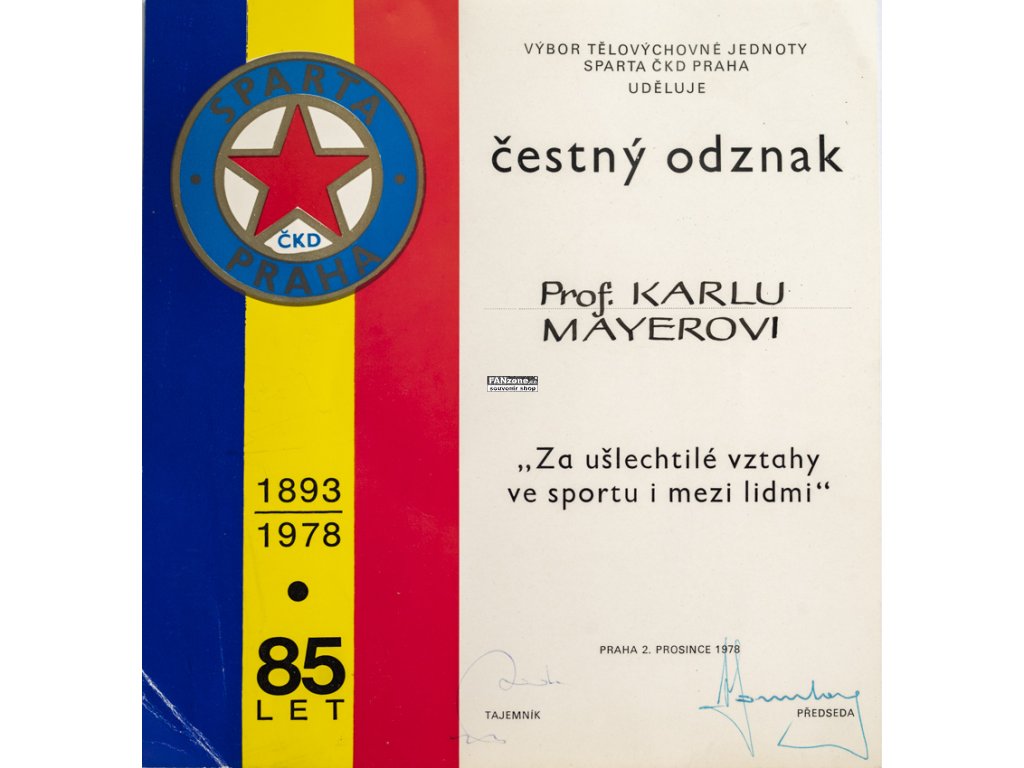 SPARTA
ČKD
PRAHA
1893
1978
85
LET
VÝBOR TĚLOVÝCHOVNÉ JEDNOTY
SPARTA ČKD PRAHA
UDĚLUJE
čestný odznak
Prof. KARLU
MAYEROVI
FANzone.cz
souvenir shop
„Za ušlechtilé vztahy
ve sportu i mezi lidmi“
PRAHA 2. PROSINCE 1978
TAJEMNÍK
PŘEDSEDA